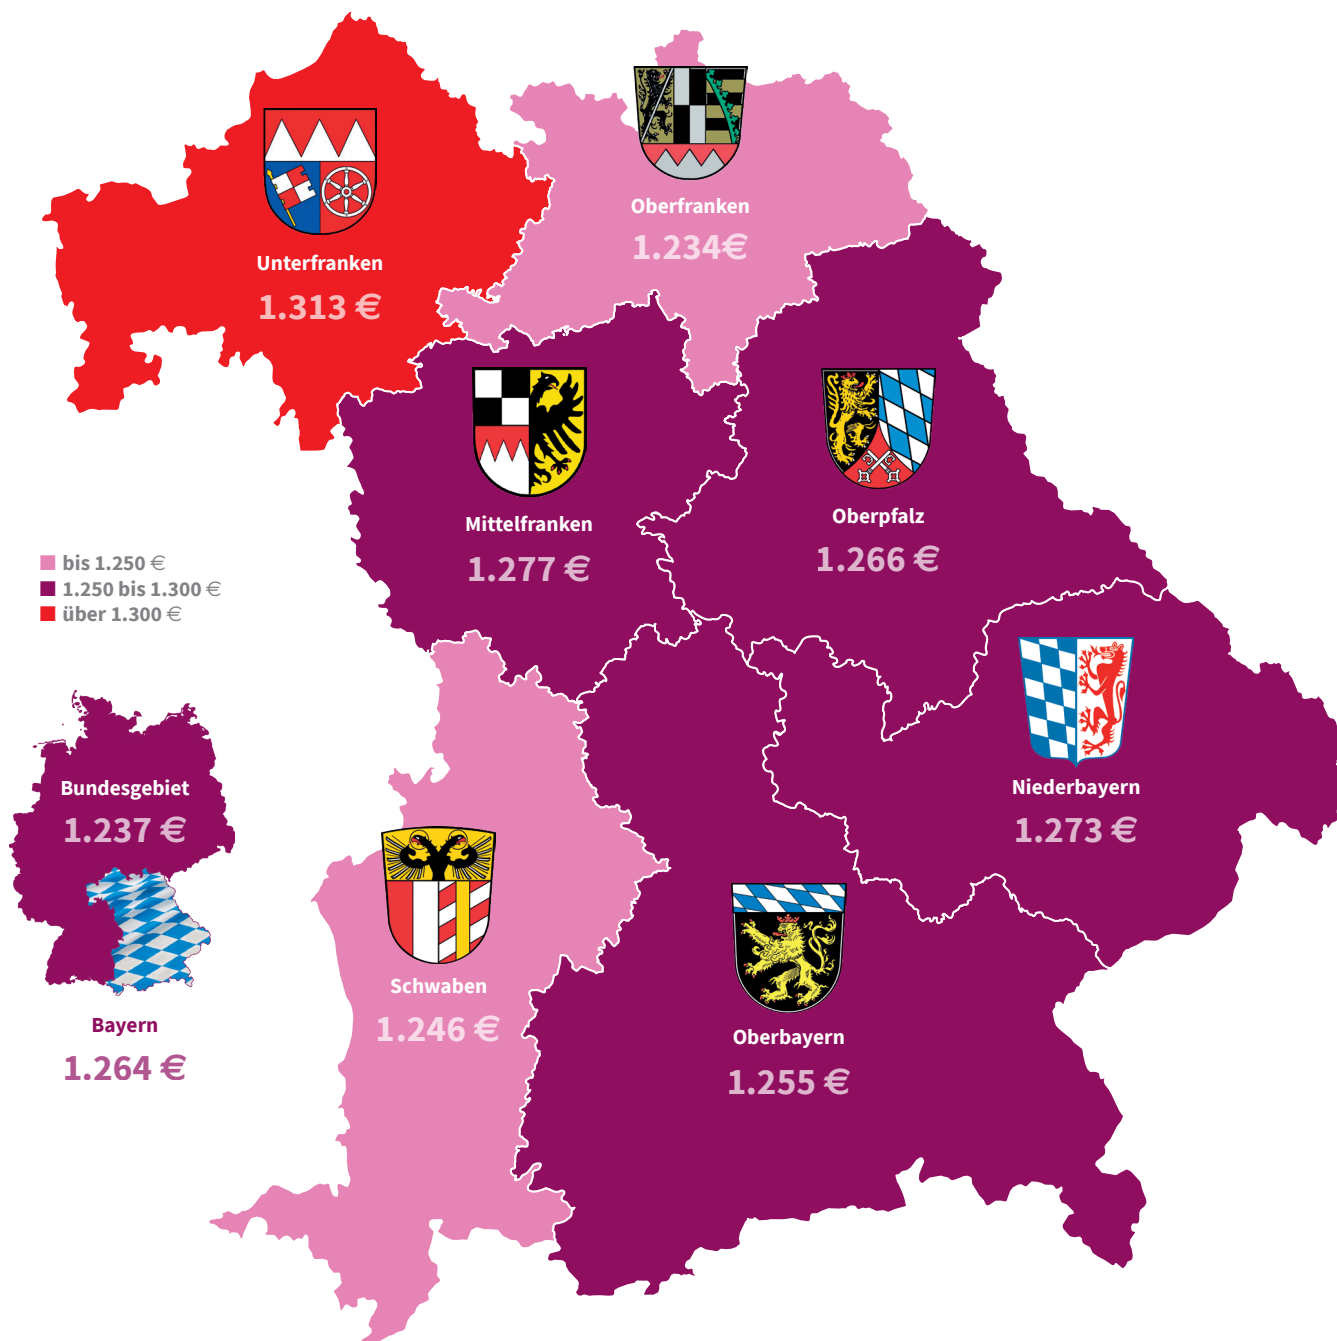 Unterfranken
1.313 €
Oberfranken
1.234€
Mittelfranken
1.277 €
Oberpfalz
1.266 €
bis 1.250 €
1.250 bis 1.300 €
über 1.300 €
Niederbayern
1.273 €
Bundesgebiet
1.237 €
Schwaben
1.246 €
Oberbayern
1.255 €
Bayern
1.264 €